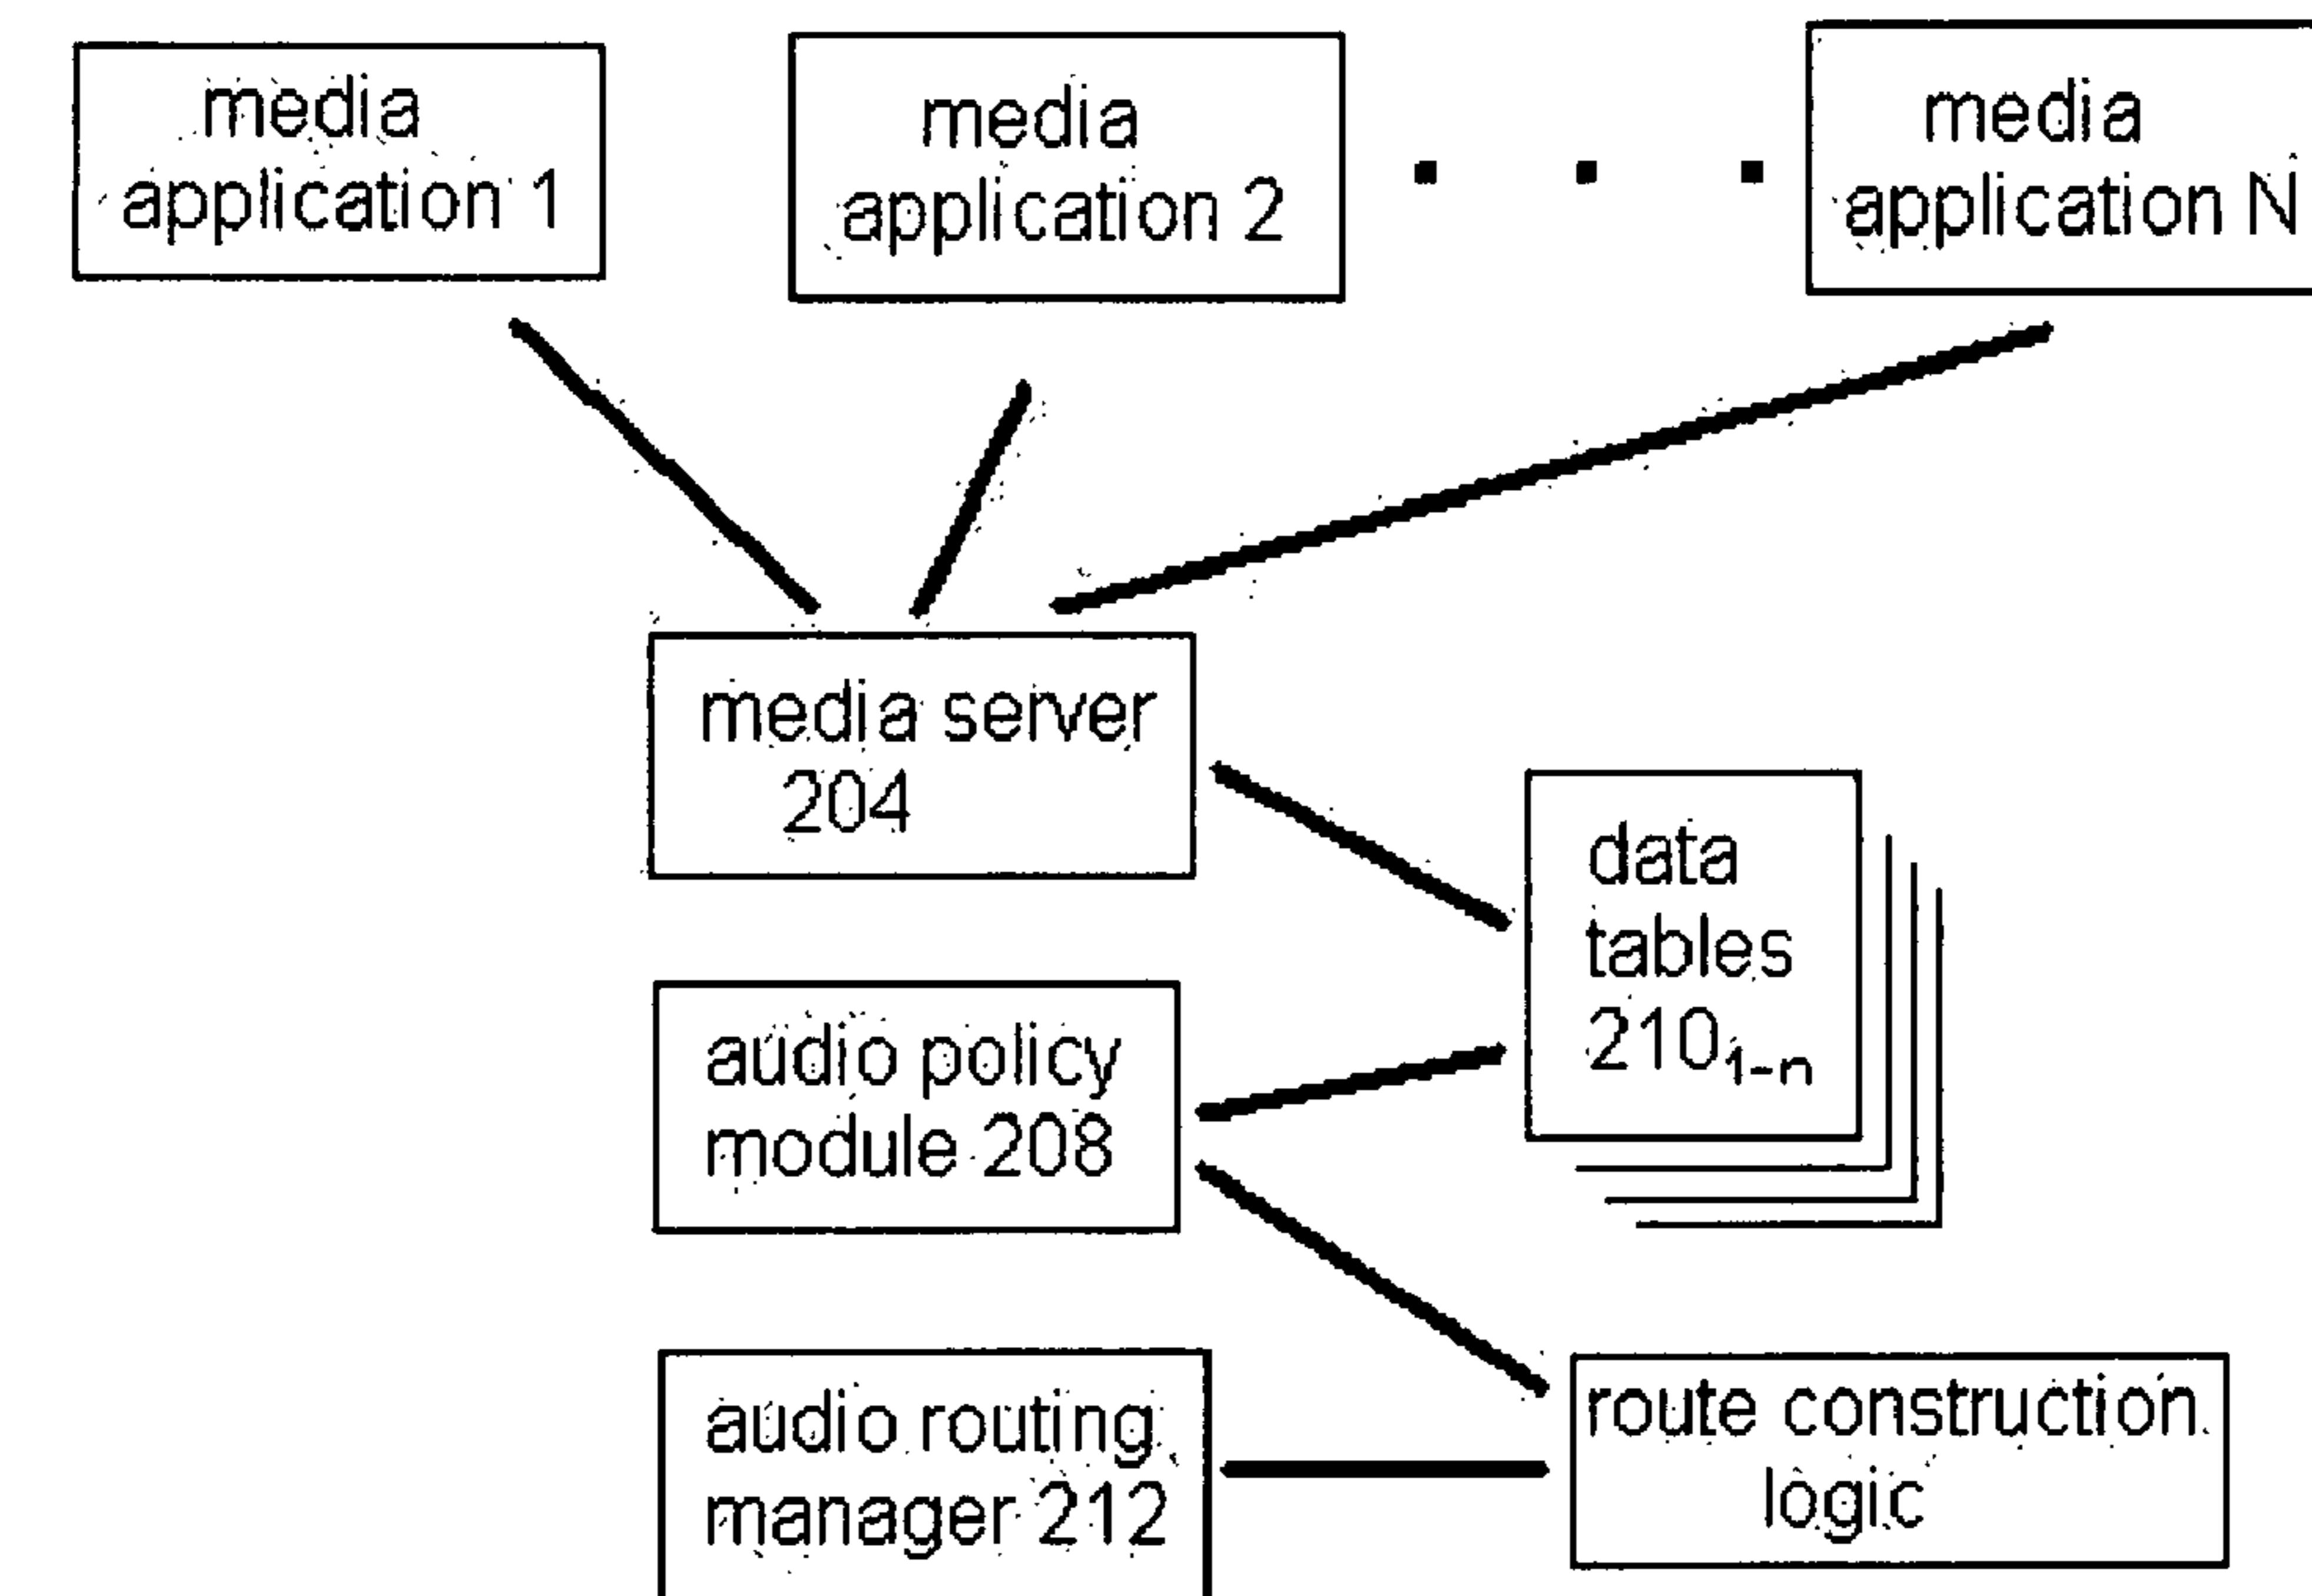 media
application 1
media
application 2
media
application N
media server
204
data
tables
210₁₋ₙ
audio policy
module 208
audio routing
manager 212
route construction
logic